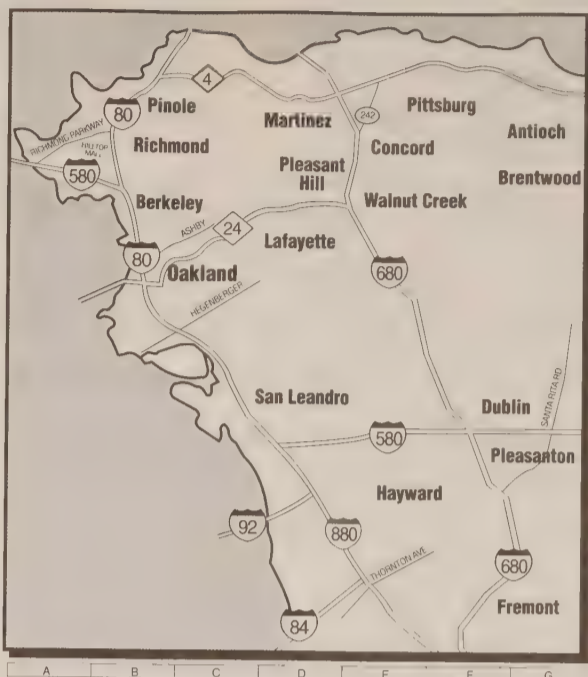 4
Pinole
80
Martinez
242
Pittsburg
RICHMOND PARKWAY
HILLTOP
Richmond
Concord
Antioch
580
Pleasant
Hill
Brentwood
Berkeley
Walnut Creek
ASHBY
24
Lafayette
80
Oakland
680
HEGENBERGER
San Leandro
Dublin
SANTA RITA RD
580
Pleasanton
Hayward
92
880
THORNTON AVE
680
Fremont
84
A B C D E F G